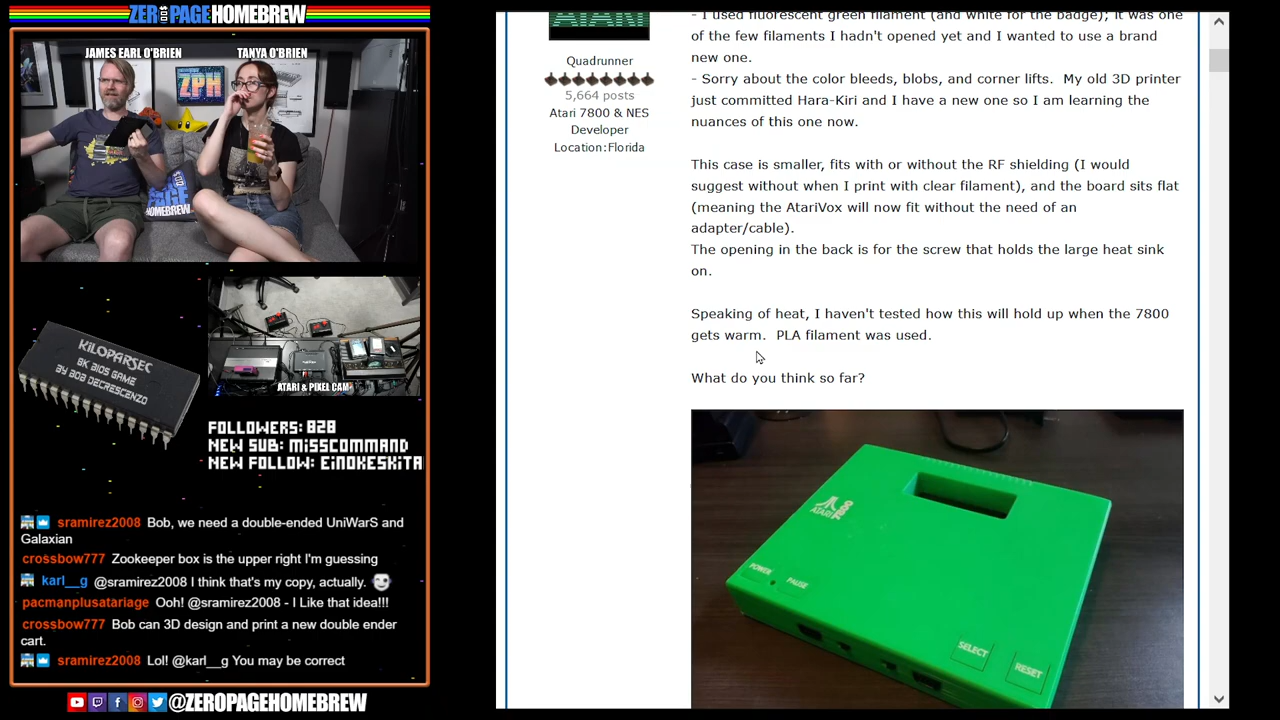 ZERO PAGE HOMEBREW
JAMES EARL O'BRIEN
TANYA O'BRIEN
ZPH
HOMEBREW
KILOPARSEC
8K BIOS GAME
BY BOB DECRESCENZO
ATARI & PIXEL CAM
FOLLOWERS: 828
NEW SUB: MISSCOMMAND
NEW FOLLOW: EINOKESKITA
sramirez2008 Bob, we need a double-ended UniWarS and
Galaxian
crossbow777 Zookeeper box is the upper right I'm guessing
karl__g @sramirez2008 I think that's my copy, actually.
pacmanplusatariage Ooh! @sramirez2008 - I Like that idea!!!
crossbow777 Bob can 3D design and print a new double ender
cart.
sramirez2008 Lol! @karl__g You may be correct
@ZEROPAGEHOMEBREW
ATARI
Quadrunner
5,664 posts
Atari 7800 & NES
Developer
Location:Florida
- I used fluorescent green filament (and white for the badge); it was one
of the few filaments I hadn't opened yet and I wanted to use a brand
new one.
- Sorry about the color bleeds, blobs, and corner lifts. My old 3D printer
just committed Hara-Kiri and I have a new one so I am learning the
nuances of this one now.
This case is smaller, fits with or without the RF shielding (I would
suggest without when I print with clear filament), and the board sits flat
(meaning the AtariVox will now fit without the need of an
adapter/cable).
The opening in the back is for the screw that holds the large heat sink
on.
Speaking of heat, I haven't tested how this will hold up when the 7800
gets warm. PLA filament was used.
What do you think so far?
ATARI
POWER
PAUSE
SELECT
RESET